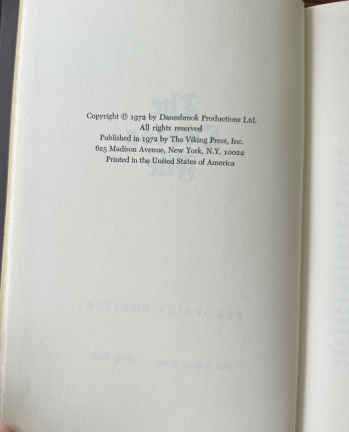 Copyright © 1972 by Danesbrook Productions Ltd.
All rights reserved
Published in 1972 by The Viking Press, Inc.
625 Madison Avenue, New York, N.Y. 10022
Printed in the United States of America